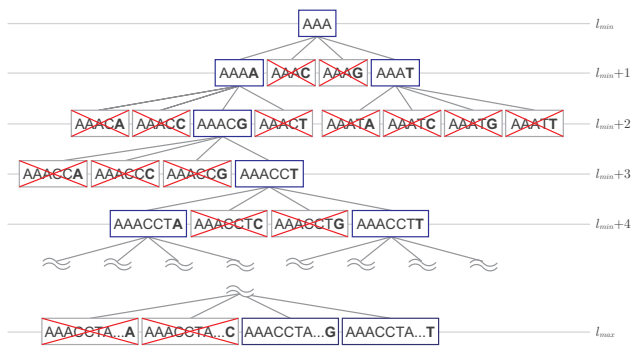 AAA l_min
AAAA AAAC AAAG AAAT l_min+1
AAACA AAACC AAACG AAACT AAATA AAATC AAATG AAATT l_min+2
AAACCA AAACCC AAACCG AAACCT l_min+3
AAACCTA AAACCTC AAACCTG AAACCTT l_min+4
AAACCTA...A AAACCTA...C AAACCTA...G AAACCTA...T l_max